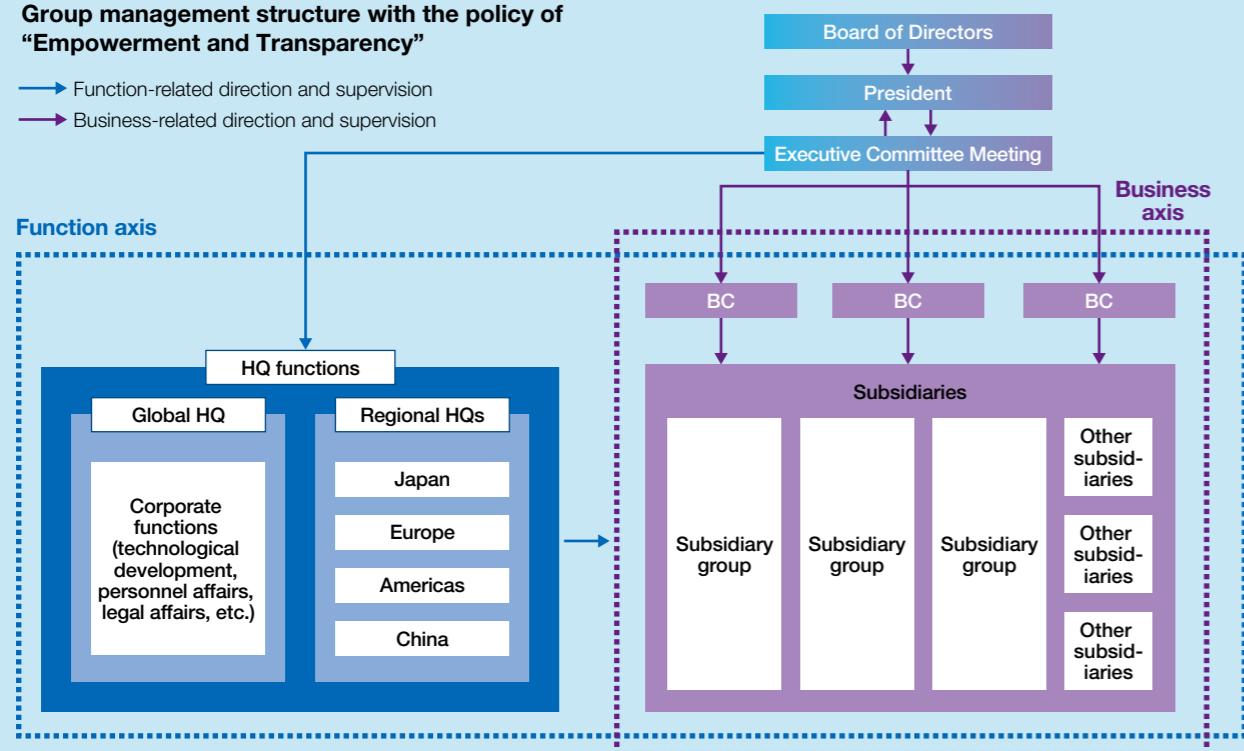 Group management structure with the policy of
“Empowerment and Transparency”
Function-related direction and supervision
Business-related direction and supervision
Board of Directors
President
Executive Committee Meeting
Business
axis
Function axis
BC
BC
BC
HQ functions
Global HQ
Corporate
functions
(technological
development,
personnel affairs,
legal affairs, etc.)
Regional HQs
Japan
Europe
Americas
China
Subsidiaries
Subsidiary
group
Subsidiary
group
Subsidiary
group
Other
subsid-
iaries
Other
subsid-
iaries
Other
subsid-
iaries